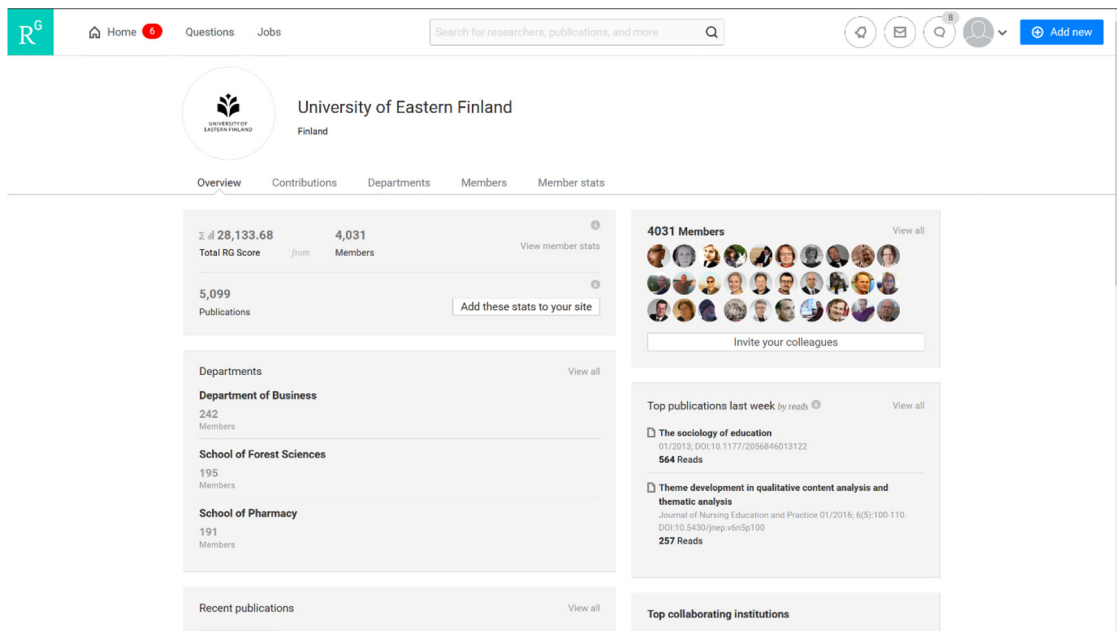 RG
Home 6 Questions Jobs
Search for researchers, publications, and more
8
Add new
UNIVERSITY OF
EASTERN FINLAND
University of Eastern Finland
Finland
Overview Contributions Departments Members Member stats
Σ 28,133.68 4,031
Total RG Score from Members
View member stats
5,099
Publications
Add these stats to your site
Departments View all
Department of Business
242
Members
School of Forest Sciences
195
Members
School of Pharmacy
191
Members
Recent publications View all
4031 Members View all
Invite your colleagues
Top publications last week by reads View all
The sociology of education
01/2013; DOI:10.1177/2056846013122
564 Reads
Theme development in qualitative content analysis and
thematic analysis
Journal of Nursing Education and Practice 01/2016; 6(5):100-110.
DOI:10.5430/jnep.v6n5p100
257 Reads
Top collaborating institutions